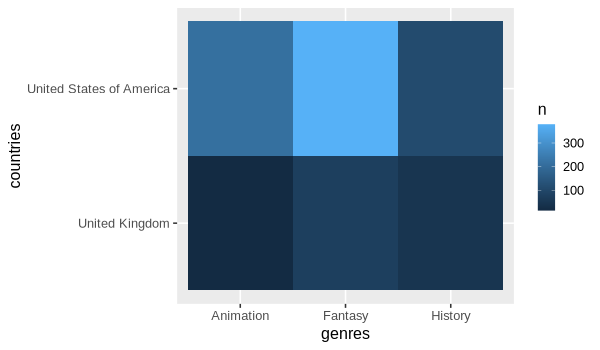 countries
United States of America
United Kingdom
Animation
Fantasy
History
genres
n
300
200
100